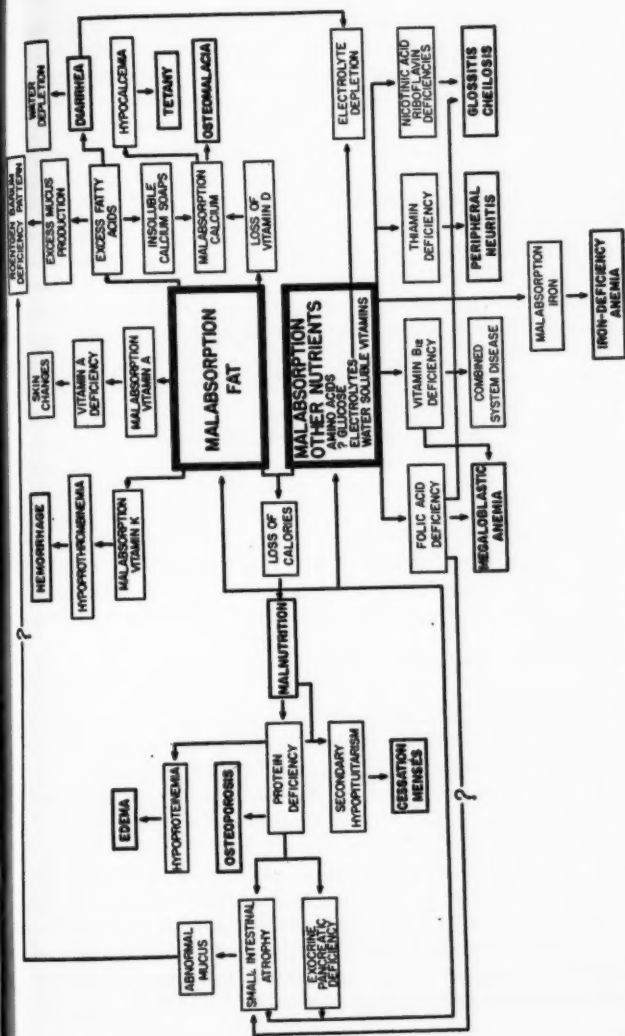 ?
ABNORMAL
MUCUS
SMALL INTESTINAL
ATROPHY
EXOCRINE
PANCREATIC
DEFICIENCY
EDEMA
HYPOPROTEINEMIA
OSTEOPOROSIS
PROTEIN
DEFICIENCY
SECONDARY
HYPOPITUITARISM
CESSATION
MENSES
MALNUTRITION
LOSS OF
CALORIES
HEMORRHAGE
HYPOPROTHROMBINEMIA
MALABSORPTION
VITAMIN K
SKIN
CHANGES
VITAMIN A
DEFICIENCY
MALABSORPTION
VITAMIN A
MALABSORPTION
FAT
ROENTGEN BARIUM
DEFICIENCY PATTERN
EXCESS MUCUS
PRODUCTION
EXCESS FATTY
ACIDS
INSOLUBLE
CALCIUM SOAPS
MALABSORPTION
CALCIUM
LOSS OF
VITAMIN D
WATER
DEPLETION
DIARRHEA
HYPOCALCEMIA
TETANY
OSTEOMALACIA
MALABSORPTION
OTHER NUTRIENTS
AMINO ACIDS
? GLUCOSE
ELECTROLYTES
WATER SOLUBLE VITAMINS
ELECTROLYTE
DEPLETION
FOLIC ACID
DEFICIENCY
MEGALOBLASTIC
ANEMIA
VITAMIN B12
DEFICIENCY
COMBINED
SYSTEM DISEASE
THIAMIN
DEFICIENCY
PERIPHERAL
NEURITIS
NICOTINIC ACID
RIBOFLAVIN
DEFICIENCIES
GLOSSITIS
CHEILOSIS
MALABSORPTION
IRON
IRON-DEFICIENCY
ANEMIA
?